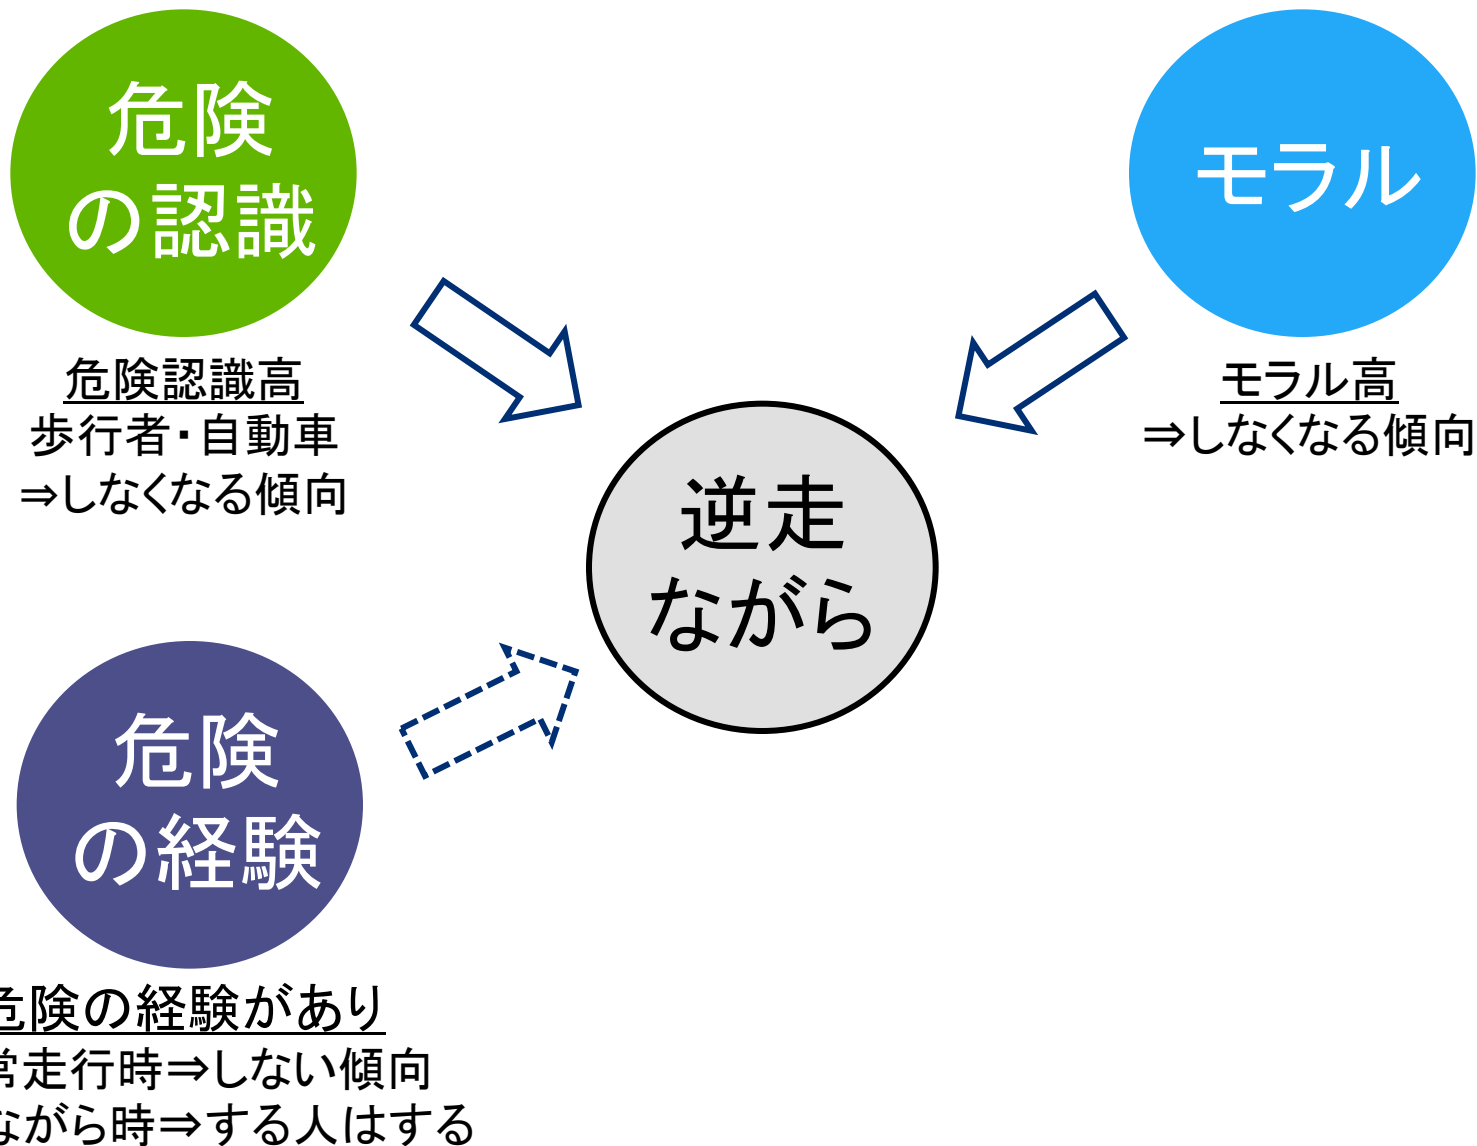 危険
の認識
危険認識高
歩行者・自動車
⇒しなくなる傾向
モラル
モラル高
⇒しなくなる傾向
逆走
ながら
危険
の経験
危険の経験があり
常走行時⇒しない傾向
ながら時⇒する人はする